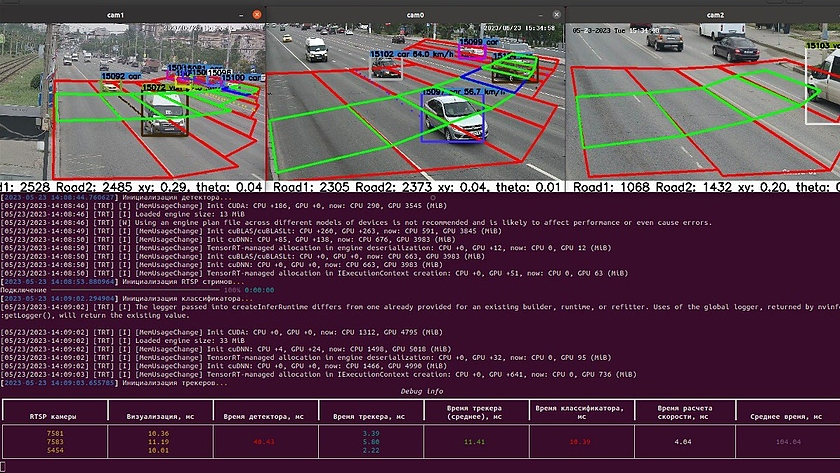 cam1
cam0
cam2
2023/05/23 15:34:58
05-23-2023 Tue
15092 car
15072
15100 car
15102 car 64.0 km/h
15099 car
56.7 km/h
15103
2528 Road2: 2485 xy: 0.29, theta: 0.04
Road1: 2305 Road2: 2373 xy: 0.04, theta: 0.01
Road1: 1068 Road2: 1432 xy: 0.20, theta:
[2023-05-23 14:08:44.760627] Инициализация детектора...
[05/23/2023-14:08:46] [TRT] [I] [MemUsageChange] Init CUDA: CPU +186, GPU +0, now: CPU 290, GPU 3545 (MiB)
[05/23/2023-14:08:46] [TRT] [I] Loaded engine size: 13 MiB
[05/23/2023-14:08:46] [TRT] [W] Using an engine plan file across different models of devices is not recommended and is likely to affect performance or even cause errors.
[05/23/2023-14:08:49] [TRT] [I] [MemUsageChange] Init cuBLAS/cuBLASLt: CPU +260, GPU +263, now: CPU 591, GPU 3845 (MiB)
[05/23/2023-14:08:50] [TRT] [I] [MemUsageChange] Init cuDNN: CPU +85, GPU +138, now: CPU 676, GPU 3983 (MiB)
[05/23/2023-14:08:50] [TRT] [I] [MemUsageChange] TensorRT-managed allocation in engine deserialization: CPU +0, GPU +12, now: CPU 0, GPU 12 (MiB)
[05/23/2023-14:08:50] [TRT] [I] [MemUsageChange] Init cuBLAS/cuBLASLt: CPU +0, GPU +0, now: CPU 663, GPU 3983 (MiB)
[05/23/2023-14:08:50] [TRT] [I] [MemUsageChange] Init cuDNN: CPU +0, GPU +0, now: CPU 663, GPU 3983 (MiB)
[05/23/2023-14:08:50] [TRT] [I] [MemUsageChange] TensorRT-managed allocation in IExecutionContext creation: CPU +0, GPU +51, now: CPU 0, GPU 63 (MiB)
[2023-05-23 14:08:53.880964] Инициализация RTSP стримов...
Подключение 100% 0:00:00
[2023-05-23 14:09:02.294904] Инициализация классификатора...
[05/23/2023-14:09:02] [TRT] [I] The logger passed into createInferRuntime differs from one already provided for an existing builder, runtime, or refitter. Uses of the global logger, returned by nvinfe
:getLogger(), will return the existing value.
[05/23/2023-14:09:02] [TRT] [I] [MemUsageChange] Init CUDA: CPU +0, GPU +0, now: CPU 1312, GPU 4795 (MiB)
[05/23/2023-14:09:02] [TRT] [I] Loaded engine size: 33 MiB
[05/23/2023-14:09:02] [TRT] [I] [MemUsageChange] Init cuDNN: CPU +4, GPU +24, now: CPU 1498, GPU 5018 (MiB)
[05/23/2023-14:09:02] [TRT] [I] [MemUsageChange] TensorRT-managed allocation in engine deserialization: CPU +0, GPU +32, now: CPU 0, GPU 95 (MiB)
[05/23/2023-14:09:02] [TRT] [I] [MemUsageChange] Init cuDNN: CPU +0, GPU +0, now: CPU 1466, GPU 4990 (MiB)
[05/23/2023-14:09:03] [TRT] [I] [MemUsageChange] TensorRT-managed allocation in IExecutionContext creation: CPU +0, GPU +641, now: CPU 0, GPU 736 (MiB)
[2023-05-23 14:09:03.655785] Инициализация трекеров...
Debug info
RTSP камеры Визуализация, мс Время детектора, мс Время трекера, мс Время трекера (среднее), мс Время классификатора, мс Время расчета скорости, мс Среднее время, мс
7581 10.36 3.39
7583 11.19 48.43 5.80 11.41 10.39 4.04 104.04
5454 10.01 2.22